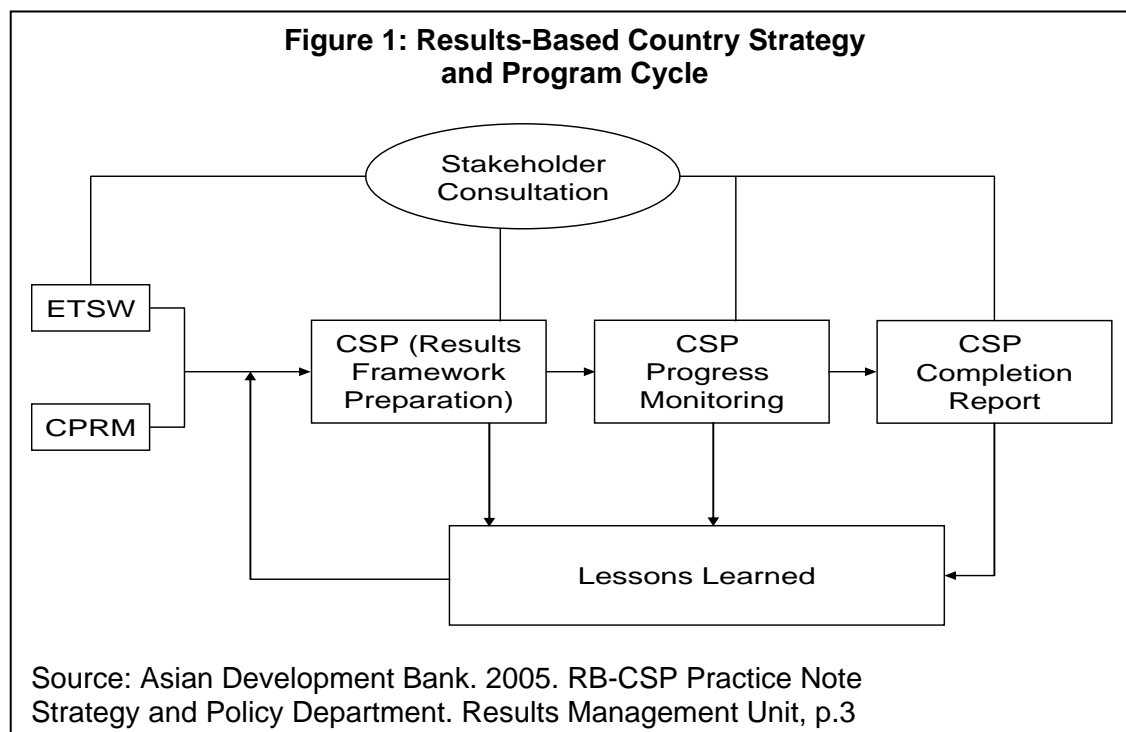 Figure 1: Results-Based Country Strategy
and Program Cycle
Stakeholder
Consultation
ETSW
CPRM
CSP (Results
Framework
Preparation)
CSP
Progress
Monitoring
CSP
Completion
Report
Lessons Learned
Source: Asian Development Bank. 2005. RB-CSP Practice Note
Strategy and Policy Department. Results Management Unit, p.3